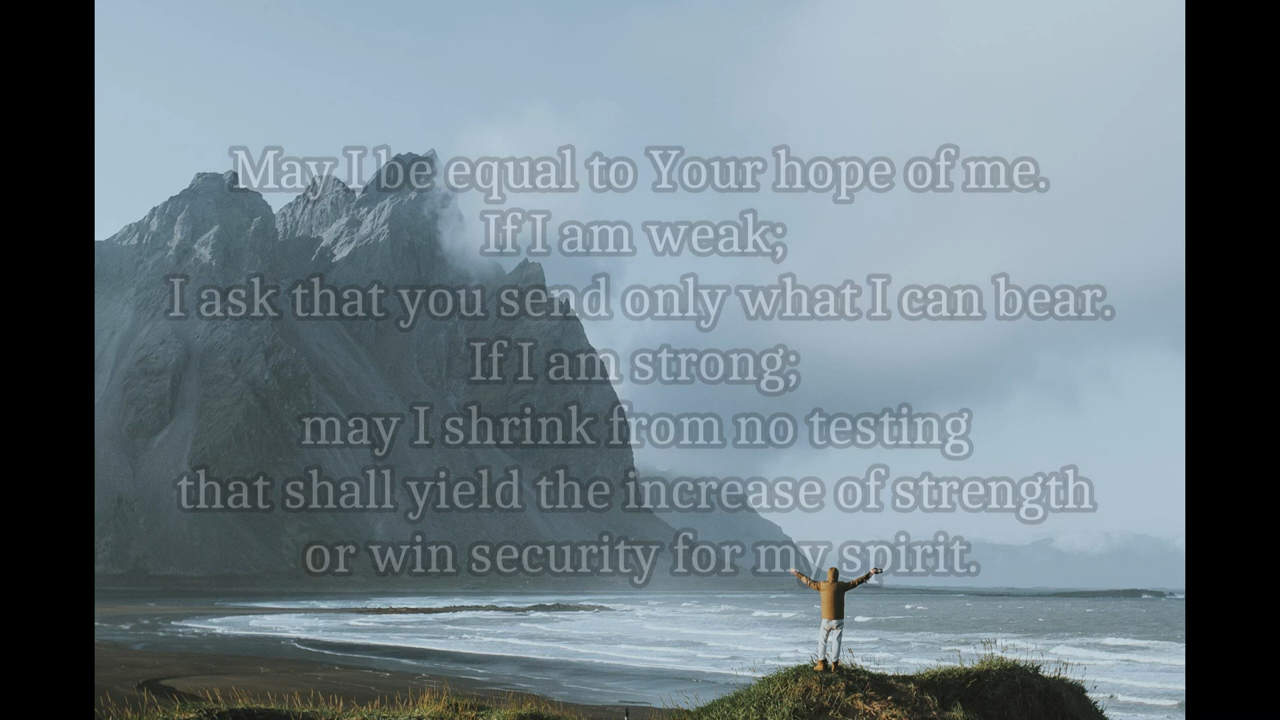 May I be equal to Your hope of me.
If I am weak;
I ask that you send only what I can bear.
If I am strong;
may I shrink from no testing
that shall yield the increase of strength
or win security for my spirit.